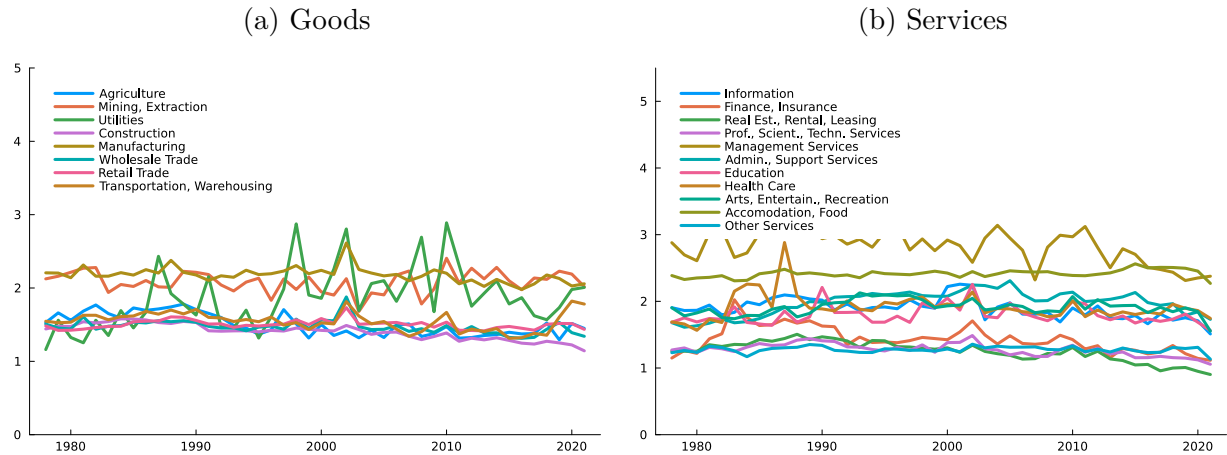 (a) Goods
5
4
3
2
1
0
Agriculture
Mining, Extraction
Utilities
Construction
Manufacturing
Wholesale Trade
Retail Trade
Transportation, Warehousing
1980 1990 2000 2010 2020
(b) Services
5
4
3
2
1
0
Information
Finance, Insurance
Real Est., Rental, Leasing
Prof., Scient., Techn. Services
Management Services
Admin., Support Services
Education
Health Care
Arts, Entertain., Recreation
Accomodation, Food
Other Services
1980 1990 2000 2010 2020